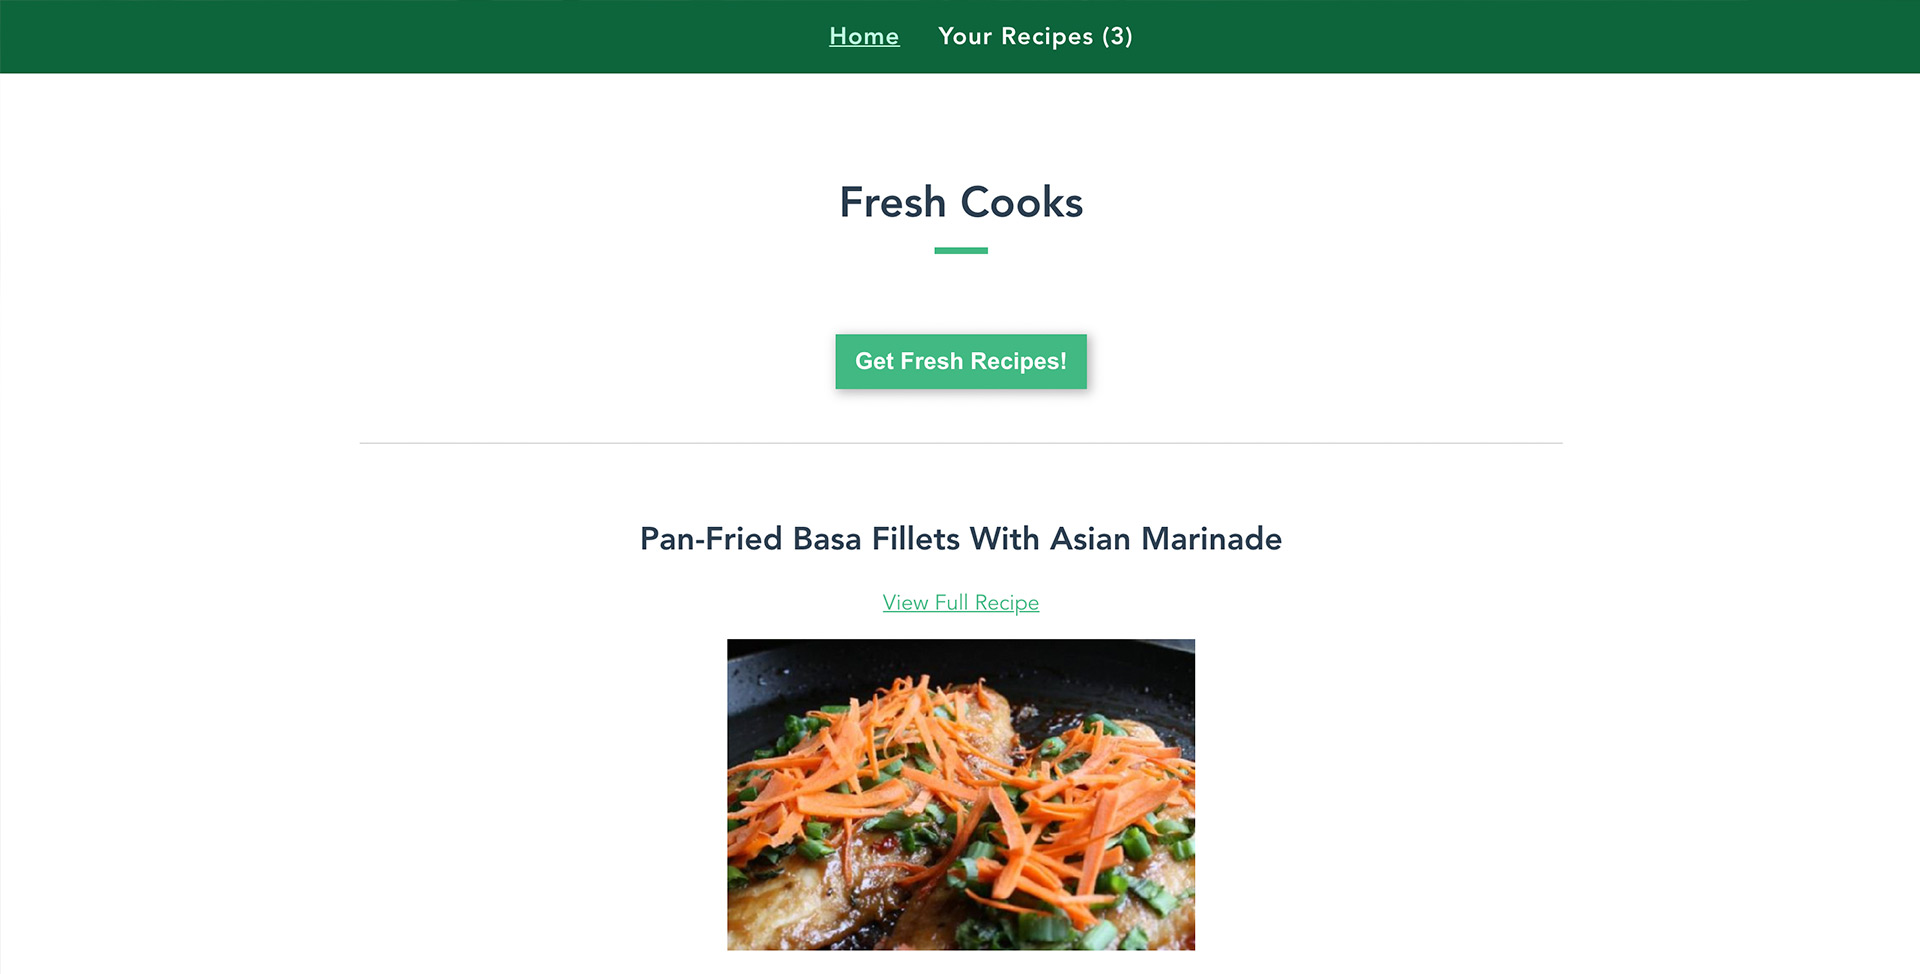 Home Your Recipes (3)
Fresh Cooks
Get Fresh Recipes!
Pan-Fried Basa Fillets With Asian Marinade
View Full Recipe